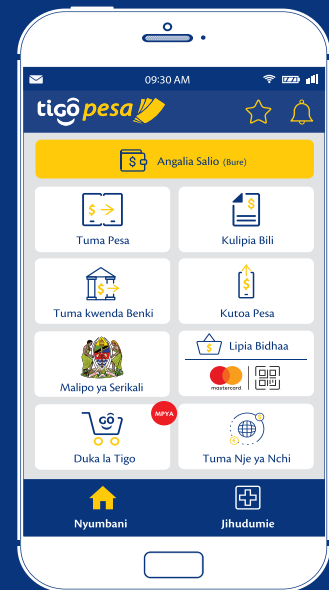 09:30 AM
tigo pesa
Angalia Salio (Bure)
Tuma Pesa
Kulipia Bili
Tuma kwenda Benki
Kutoa Pesa
Malipo ya Serikali
Lipia Bidhaa
mastercard
MPYA
GO
Duka la Tigo
Tuma Nje ya Nchi
Nyumbani
Jihudumie